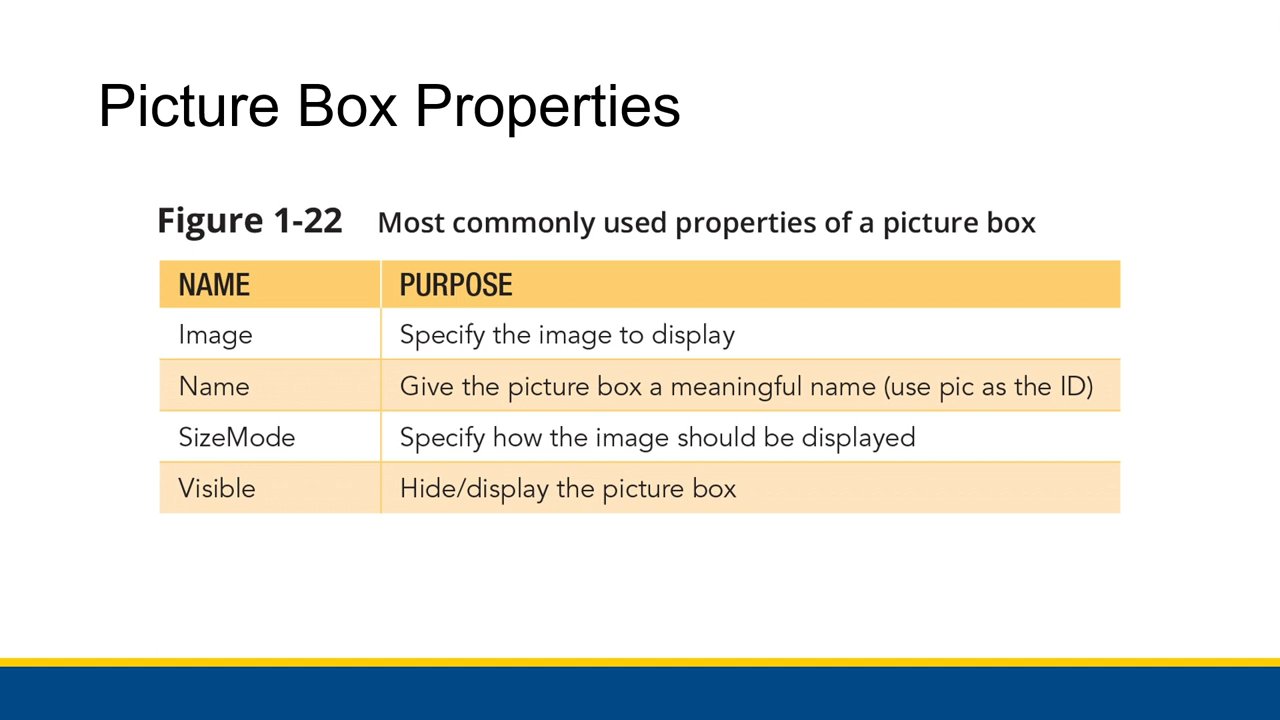 Picture Box Properties
Figure 1-22 Most commonly used properties of a picture box
NAME PURPOSE
Image Specify the image to display
Name Give the picture box a meaningful name (use pic as the ID)
SizeMode Specify how the image should be displayed
Visible Hide/display the picture box